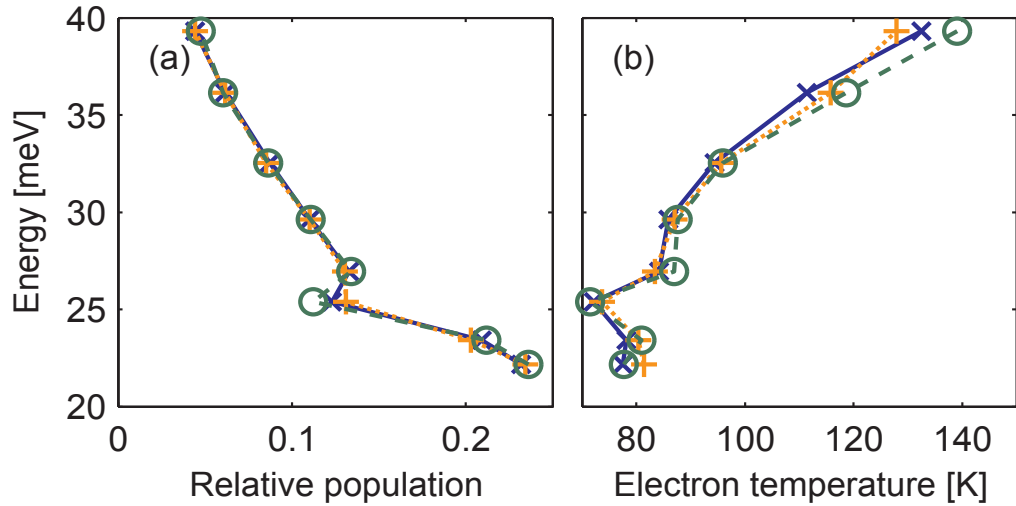 40
35
30
25
20
Energy [meV]
(a)
0
0.1
0.2
Relative population
(b)
80
100
120
140
Electron temperature [K]